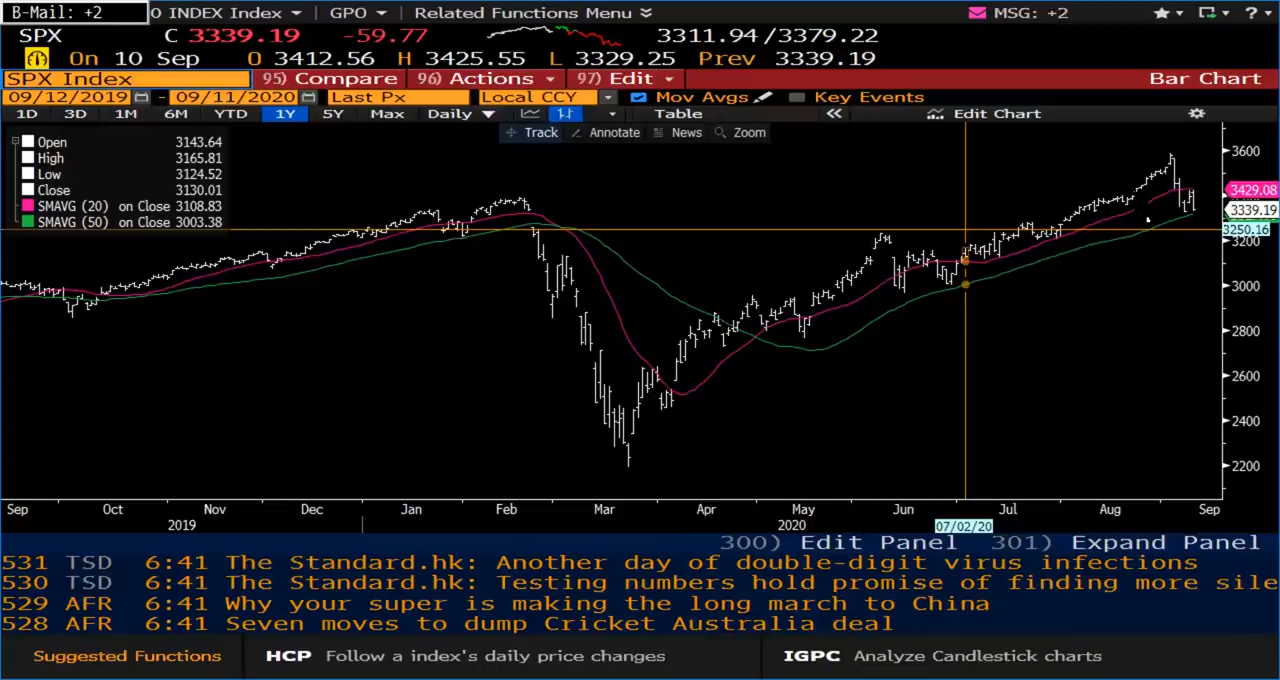 B-Mail: +2
0 INDEX Index | GPO | Related Functions Menu MSG: +2 ?
SPX C 3339.19 -59.77 3311.94/3379.22
On 10 Sep O 3412.56 H 3425.55 L 3329.25 Prev 3339.19
SPX Index 95) Compare 96) Actions 97) Edit Bar Chart
09/12/2019 - 09/11/2020 Last Px Local CCY Mov Avgs Key Events
1D 3D 1M 6M YTD 1Y 5Y Max Daily Table Edit Chart
Track Annotate News Zoom
Open 3143.64
High 3165.81
Low 3124.52
Close 3130.01
SMAVG (20) on Close 3108.83
SMAVG (50) on Close 3003.38
3600
3429.08
3339.19
3250.16
3200
3000
2800
2600
2400
2200
Sep Oct Nov Dec Jan Feb Mar Apr May Jun Jul Aug Sep
2019 2020 07/02/20
300) Edit Panel 301) Expand Panel
531 TSD 6:41 The Standard.hk: Another day of double-digit virus infections
530 TSD 6:41 The Standard.hk: Testing numbers hold promise of finding more sile
529 AFR 6:41 Why your super is making the long march to China
528 AFR 6:41 Seven moves to dump Cricket Australia deal
Suggested Functions HCP Follow a index's daily price changes IGPC Analyze Candlestick charts